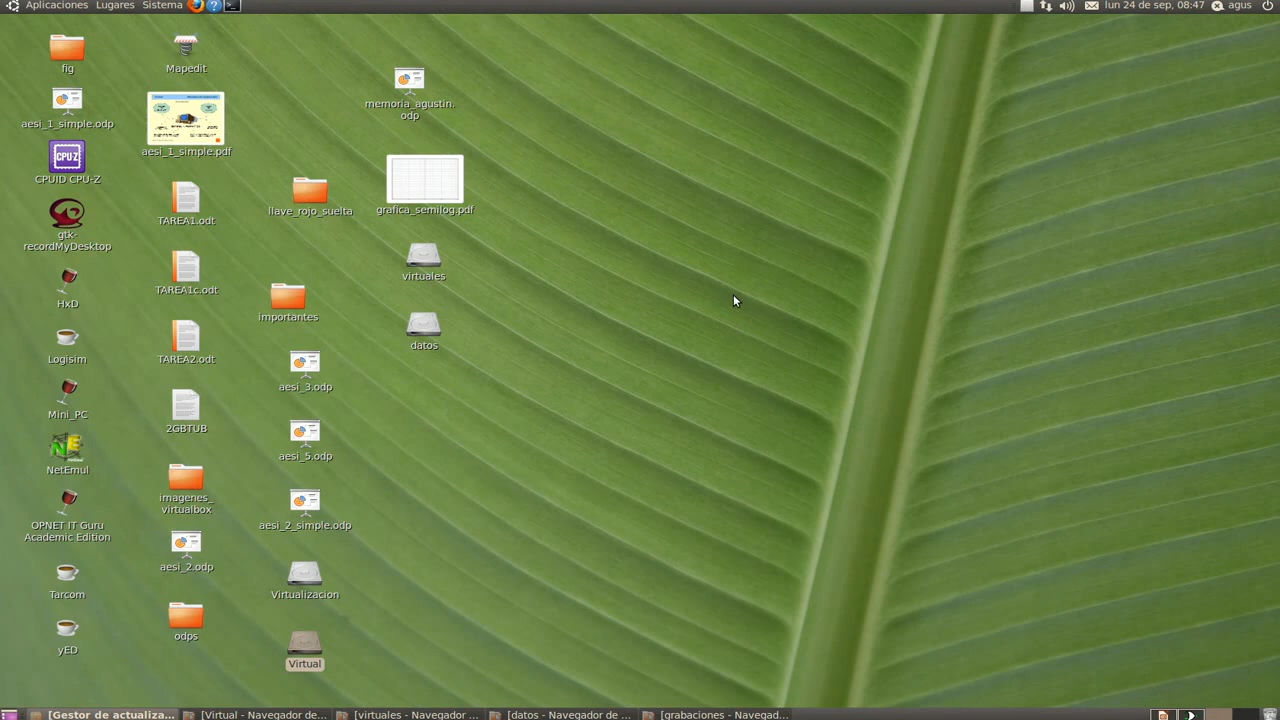 Aplicaciones Lugares Sistema
lun 24 de sep, 08:47 agus
fig
Mapedit
memoria_agustin.
odp
aesi_1_simple.odp
aesi_1_simple.pdf
CPU-Z
CPUID CPU-Z
llave_rojo_suelta
grafica_semilog.pdf
TAREA1.odt
gtk-
recordMyDesktop
virtuales
TAREA1c.odt
HxD
importantes
datos
Logisim
TAREA2.odt
aesi_3.odp
Mini_PC
2GBTUB
aesi_5.odp
NE
NetEmul
imagenes_
virtualbox
aesi_2_simple.odp
OPNET IT Guru
Academic Edition
aesi_2.odp
Tarcom
Virtualizacion
odps
yED
Virtual
[Gestor de actualiza...
[Virtual - Navegador de...
[virtuales - Navegador ...
[datos - Navegador de ...
[grabaciones - Navegad...